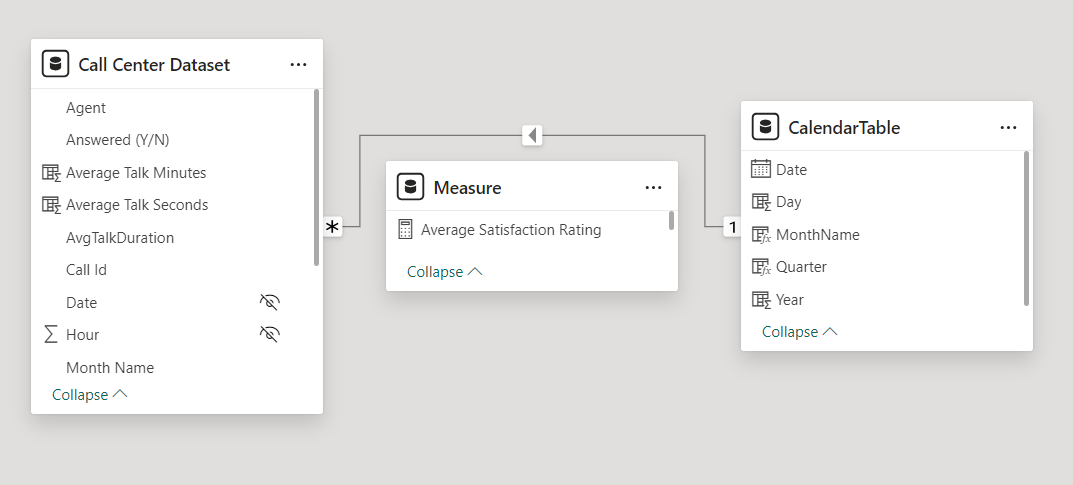 Call Center Dataset
Agent
Answered (Y/N)
Average Talk Minutes
Average Talk Seconds
AvgTalkDuration
Call Id
Date
Hour
Month Name
Collapse
*
Measure
Average Satisfaction Rating
Collapse
1
CalendarTable
Date
Day
MonthName
Quarter
Year
Collapse